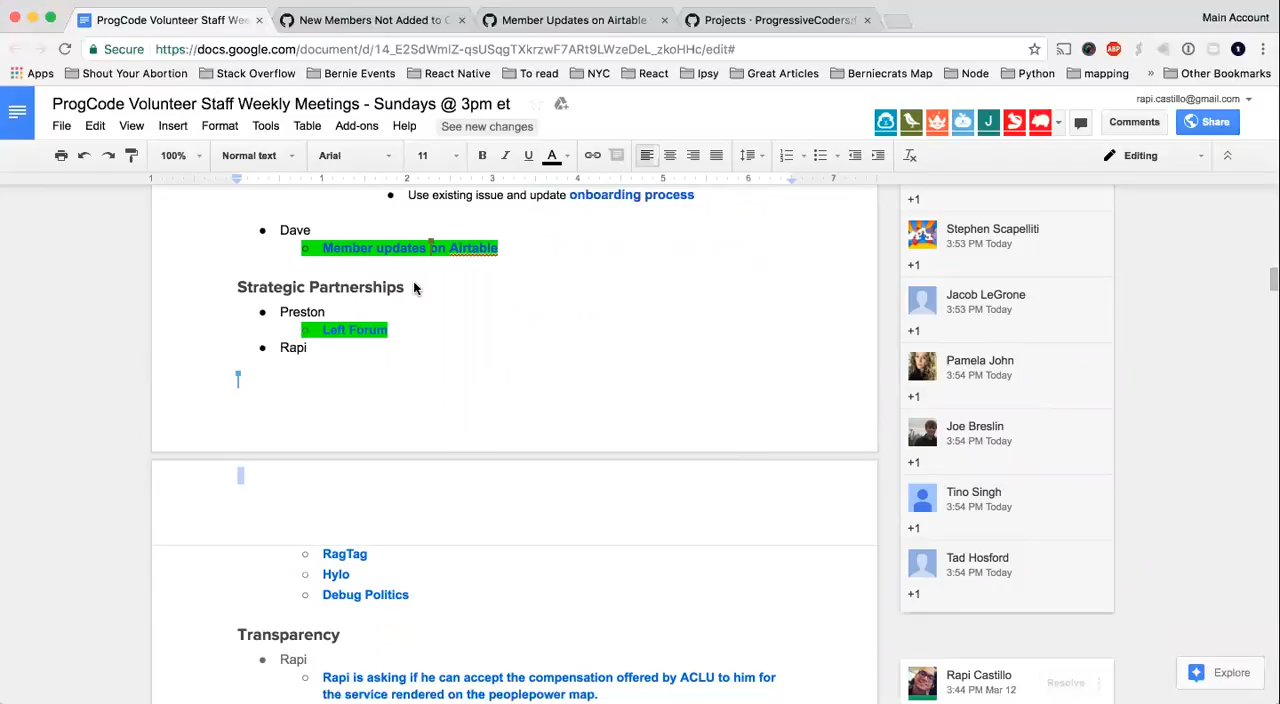 ProgCode Volunteer Staff Wee
New Members Not Added to C
Member Updates on Airtable
Projects · ProgressiveCoders/
Main Account
Secure
https://docs.google.com/document/d/14_E2SdWmIZ-qsUSqgTXkrzwF7ARt9LWzeDeL_zkoHHc/edit#
Apps
Shout Your Abortion
Stack Overflow
Bernie Events
React Native
To read
NYC
React
Ipsy
Great Articles
Berniecrats Map
Node
Python
mapping
»
Other Bookmarks
ProgCode Volunteer Staff Weekly Meetings - Sundays @ 3pm et
rapi.castillo@gmail.com
File Edit View Insert Format Tools Table Add-ons Help
See new changes
Comments
Share
100% Normal text Arial 11
Editing
1 1 2 3 4 5 6 7
Use existing issue and update onboarding process
Dave
Member updates on Airtable
Strategic Partnerships
Preston
Left Forum
Rapi
RagTag
Hylo
Debug Politics
Transparency
Rapi
Rapi is asking if he can accept the compensation offered by ACLU to him for
the service rendered on the peoplepower map.
+1
Stephen Scapelliti
3:53 PM Today
+1
Jacob LeGrone
3:53 PM Today
+1
Pamela John
3:54 PM Today
+1
Joe Breslin
3:54 PM Today
+1
Tino Singh
3:54 PM Today
+1
Tad Hosford
3:54 PM Today
+1
Rapi Castillo
3:44 PM Mar 12
Resolve
Explore